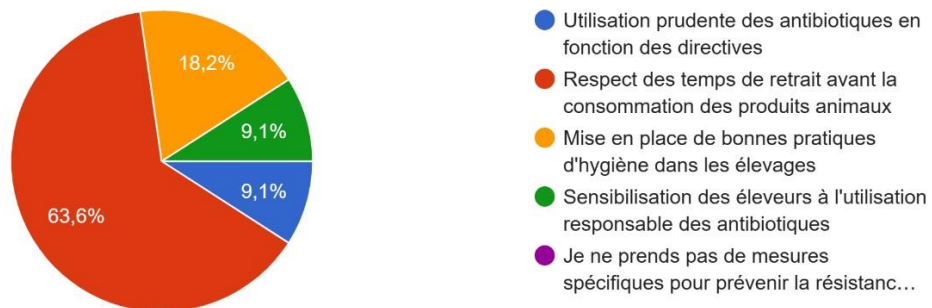 18,2%
9,1%
9,1%
63,6%
Utilisation prudente des antibiotiques en
fonction des directives
Respect des temps de retrait avant la
consommation des produits animaux
Mise en place de bonnes pratiques
d'hygiène dans les élevages
Sensibilisation des éleveurs à l'utilisation
responsable des antibiotiques
Je ne prends pas de mesures
spécifiques pour prévenir la résistanc…